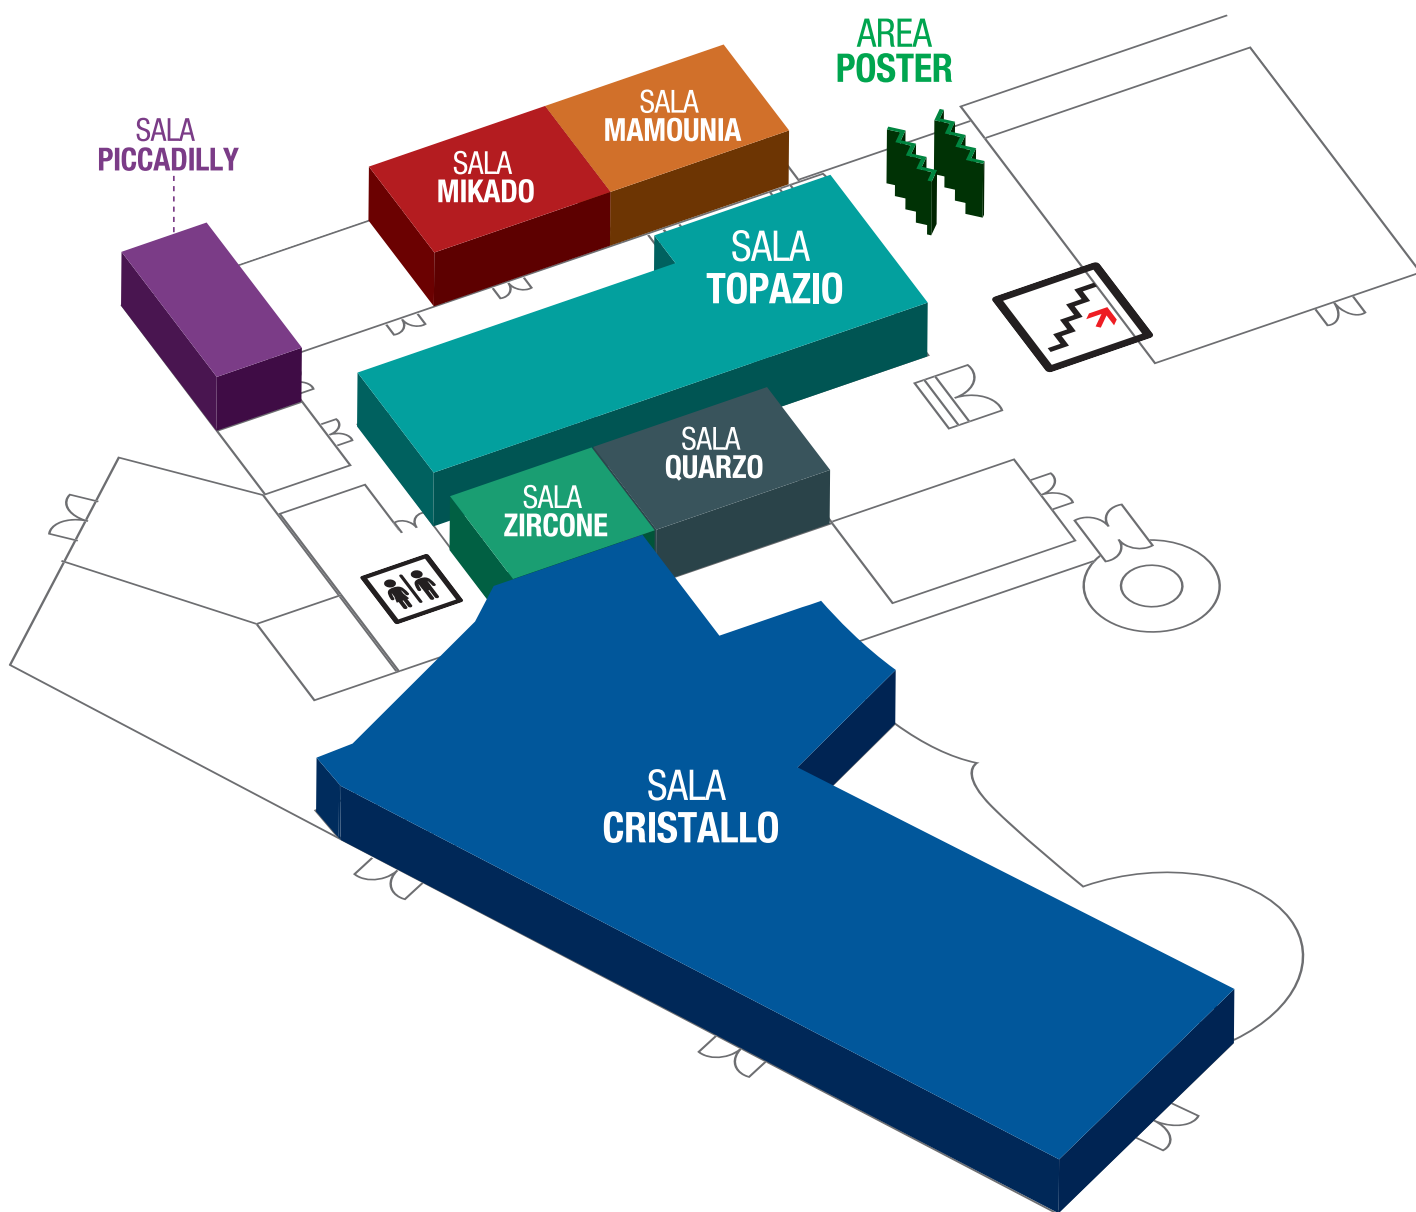 AREA
POSTER
SALA
MAMOUNIA
SALA
PICCADILLY
SALA
MIKADO
SALA
TOPAZIO
SALA
QUARZO
SALA
ZIRCONE
SALA
CRISTALLO